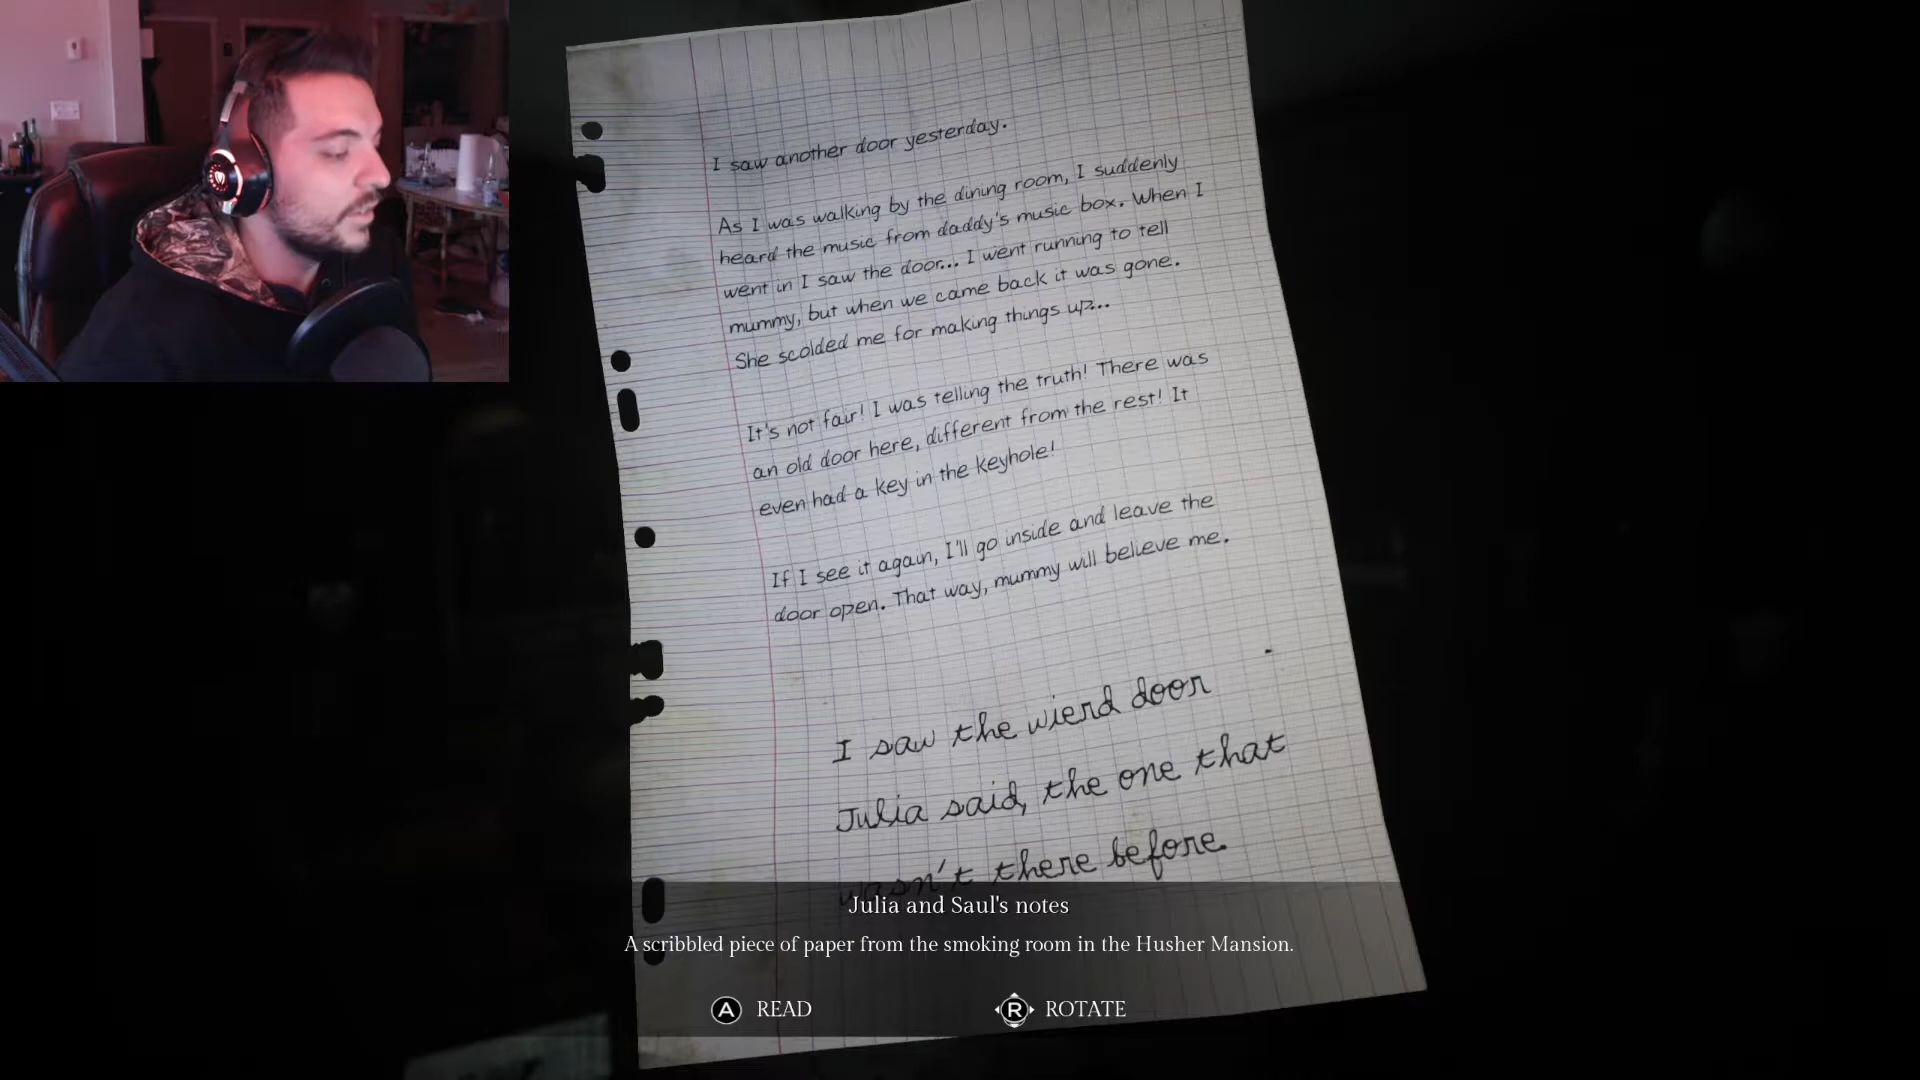 I saw another door yesterday.
As I was walking by the dining room, I suddenly
heard the music from daddy's music box. When I
went in I saw the door... I went running to tell
mummy, but when we came back it was gone.
She scolded me for making things up...
It's not fair! I was telling the truth! There was
an old door here, different from the rest! It
even had a key in the keyhole!
If I see it again, I'll go inside and leave the
door open. That way, mummy will believe me.
I saw the wierd door
Julia said, the one that
wasn't there before.
Julia and Saul's notes
A scribbled piece of paper from the smoking room in the Husher Mansion.
A READ
R ROTATE